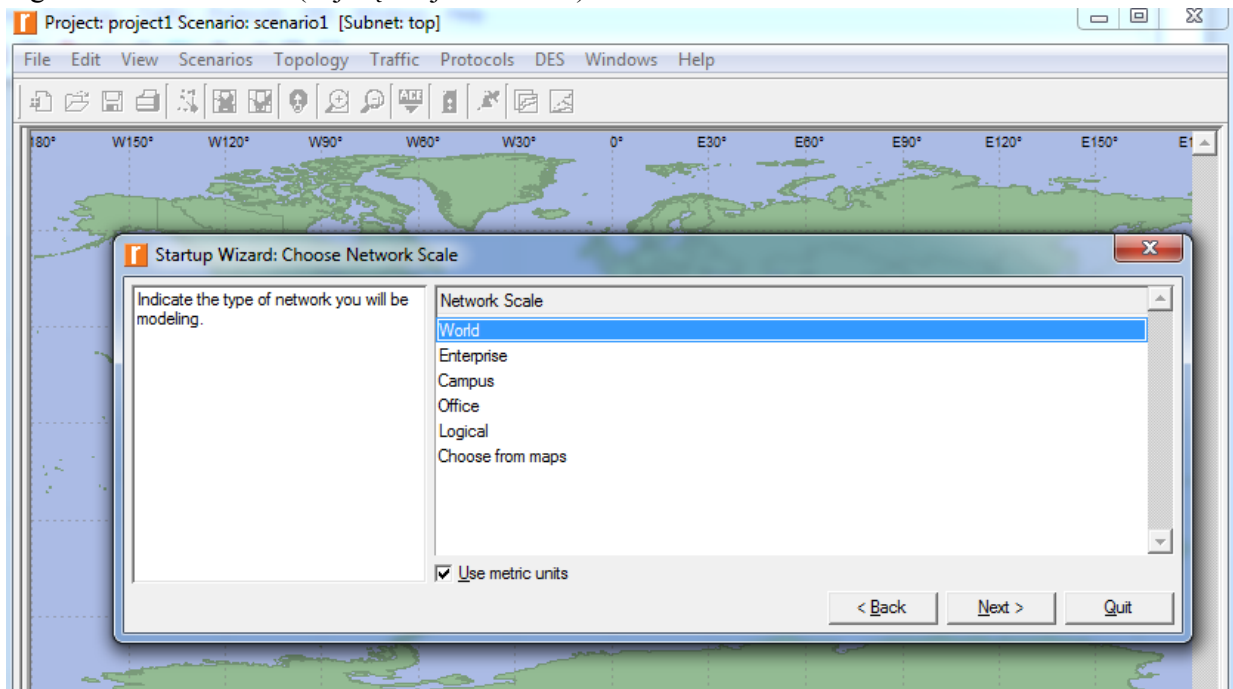 Project: project1 Scenario: scenario1 [Subnet: top]
File Edit View Scenarios Topology Traffic Protocols DES Windows Help
180° W150° W120° W90° W60° W30° 0° E30° E60° E90° E120° E150° E1
Startup Wizard: Choose Network Scale
Indicate the type of network you will be
modeling.
Network Scale
World
Enterprise
Campus
Office
Logical
Choose from maps
Use metric units
< Back Next > Quit